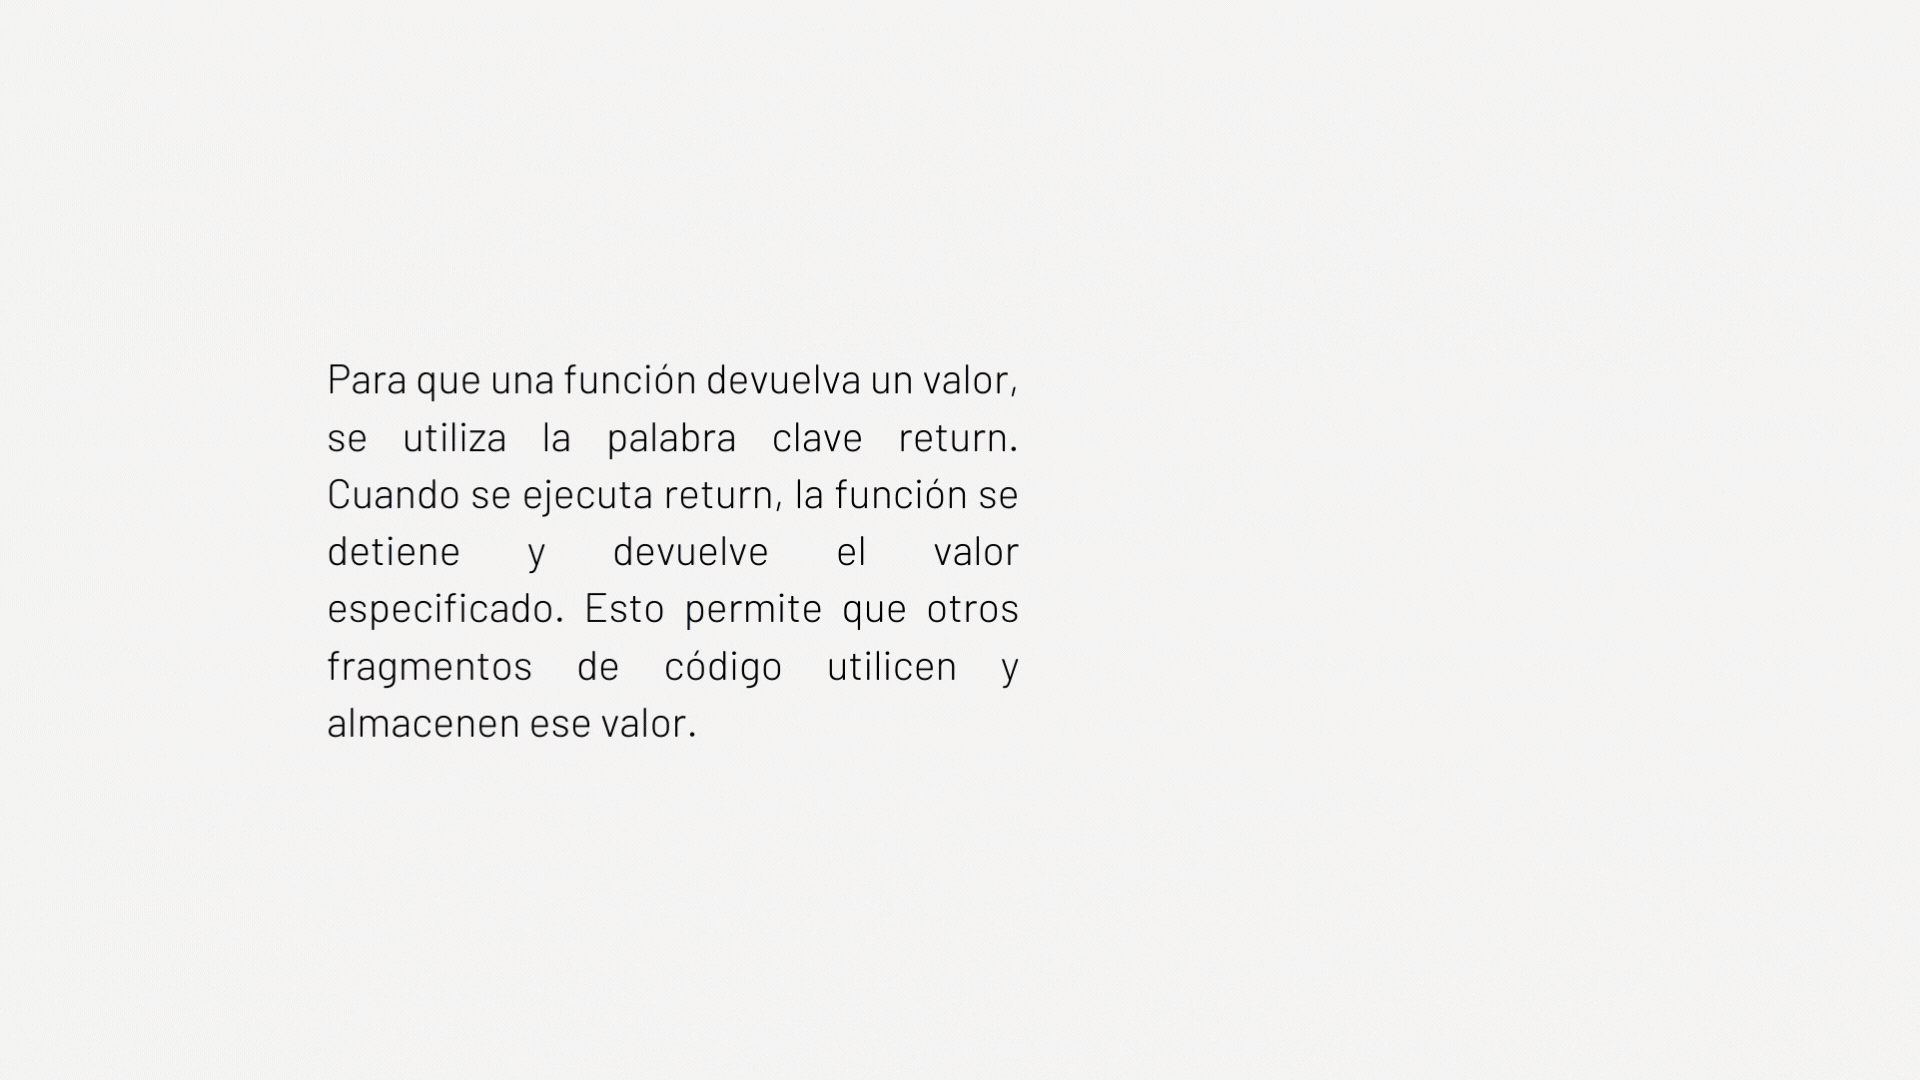 Para que una función devuelva un valor,
se utiliza la palabra clave return.
Cuando se ejecuta return, la función se
detiene y devuelve el valor
especificado. Esto permite que otros
fragmentos de código utilicen y
almacenen ese valor.